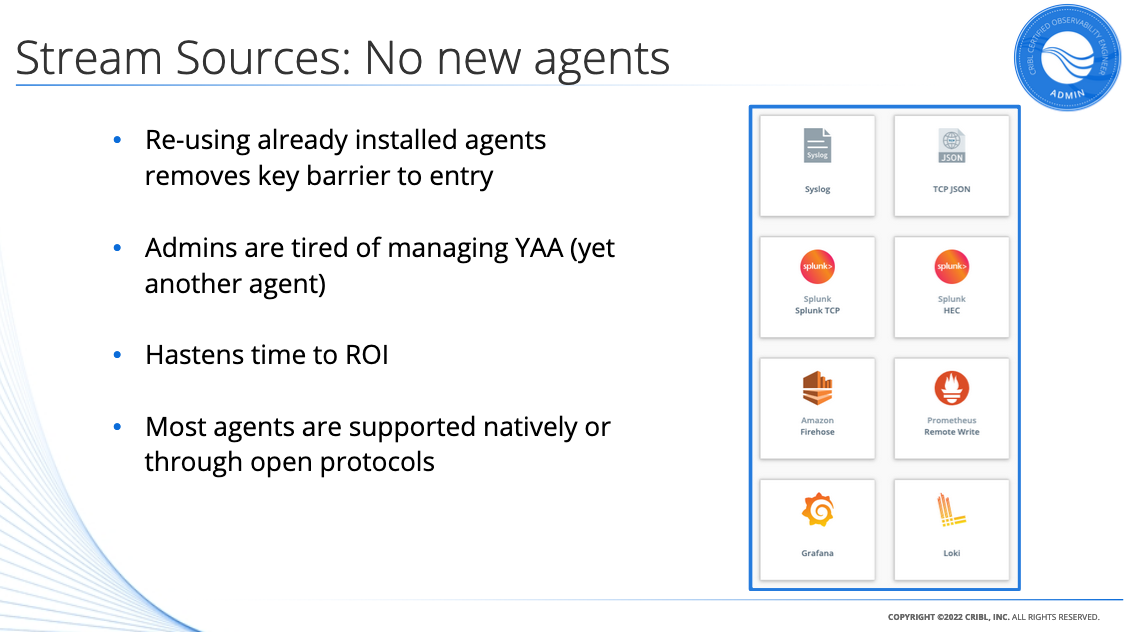 Stream Sources: No new agents
CRIBL CERTIFIED OBSERVABILITY ENGINEER
ADMIN
• Re-using already installed agents
removes key barrier to entry
• Admins are tired of managing YAA (yet
another agent)
• Hastens time to ROI
• Most agents are supported natively or
through open protocols
Syslog
Syslog
JSON
TCP JSON
splunk>
Splunk
Splunk TCP
splunk>
Splunk
HEC
Amazon
Firehose
Prometheus
Remote Write
Grafana
Loki
COPYRIGHT ©2022 CRIBL, INC. ALL RIGHTS RESERVED.